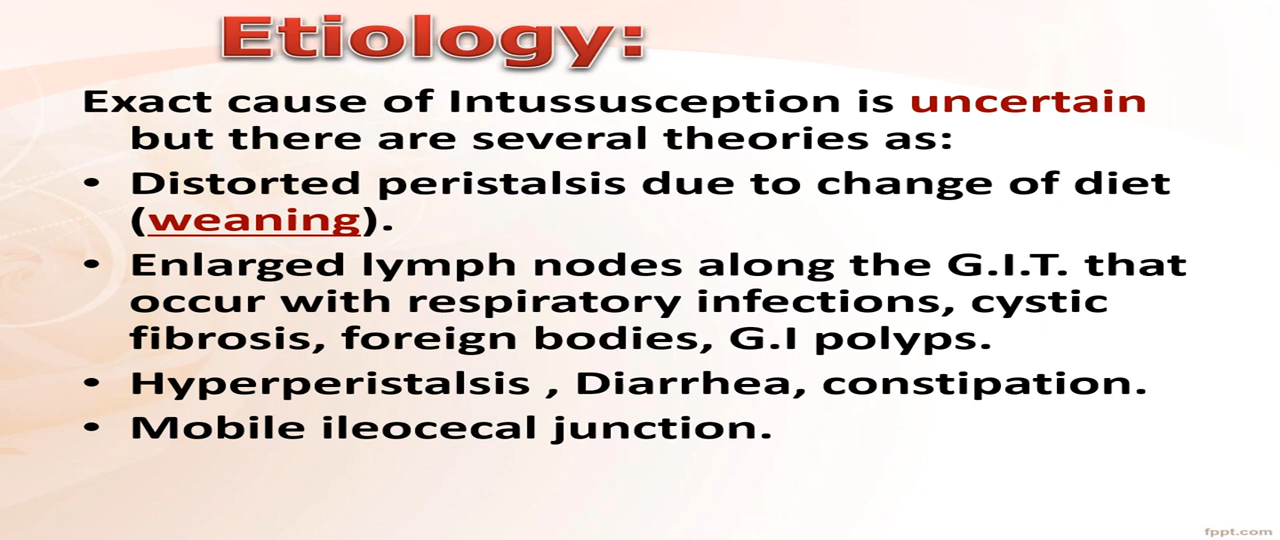 Etiology:
Exact cause of Intussusception is uncertain
but there are several theories as:
• Distorted peristalsis due to change of diet
(weaning).
• Enlarged lymph nodes along the G.I.T. that
occur with respiratory infections, cystic
fibrosis, foreign bodies, G.I polyps.
• Hyperperistalsis , Diarrhea, constipation.
• Mobile ileocecal junction.
fppt.com